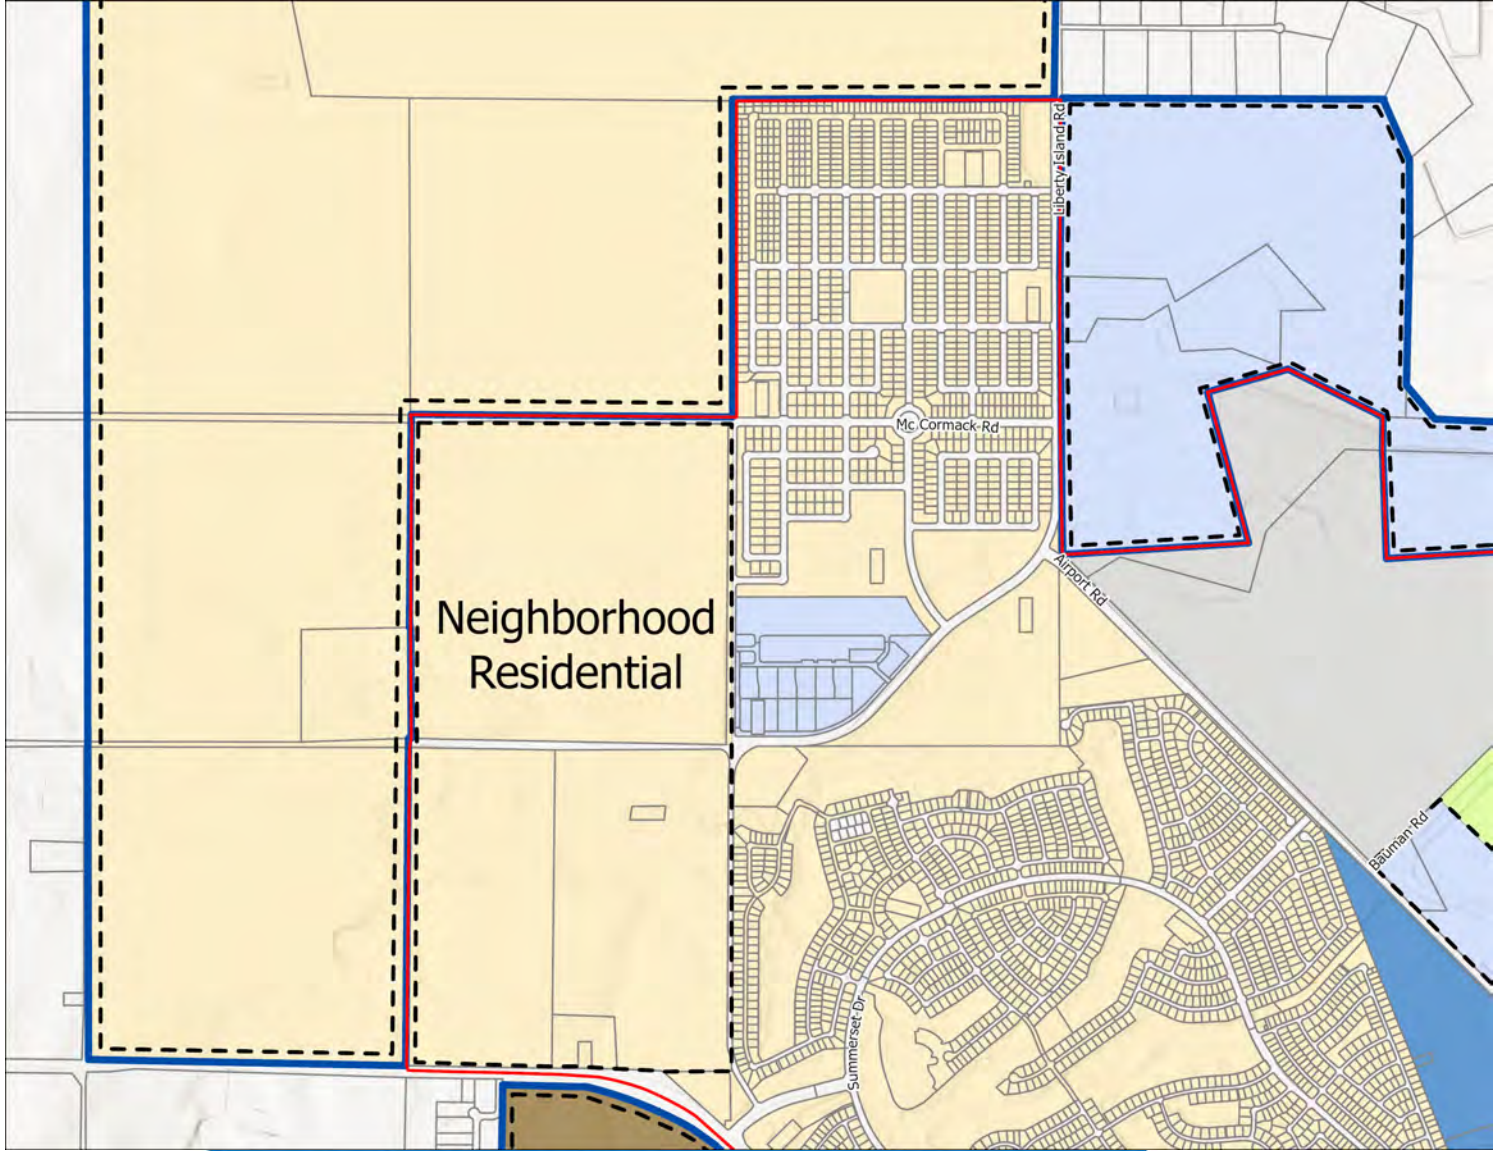 Liberty Island Rd
Mc Cormack Rd
Airport Rd
Neighborhood
Residential
Bauman Rd
Summerset Dr